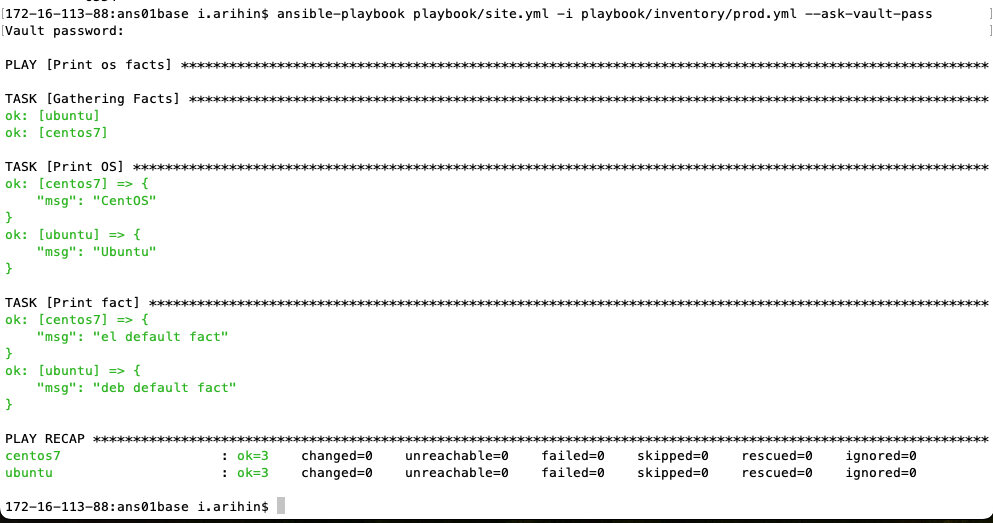 [172-16-113-88:ans01base i.arihin$ ansible-playbook playbook/site.yml -i playbook/inventory/prod.yml --ask-vault-pass ]
[Vault password: ]
PLAY [Print os facts] *****************************************************************************************************
TASK [Gathering Facts] ****************************************************************************************************
ok: [ubuntu]
ok: [centos7]
TASK [Print OS] ***********************************************************************************************************
ok: [centos7] => {
    "msg": "CentOS"
}
ok: [ubuntu] => {
    "msg": "Ubuntu"
}
TASK [Print fact] *********************************************************************************************************
ok: [centos7] => {
    "msg": "el default fact"
}
ok: [ubuntu] => {
    "msg": "deb default fact"
}
PLAY RECAP ****************************************************************************************************************
centos7                    : ok=3    changed=0    unreachable=0    failed=0    skipped=0    rescued=0    ignored=0
ubuntu                     : ok=3    changed=0    unreachable=0    failed=0    skipped=0    rescued=0    ignored=0
172-16-113-88:ans01base i.arihin$